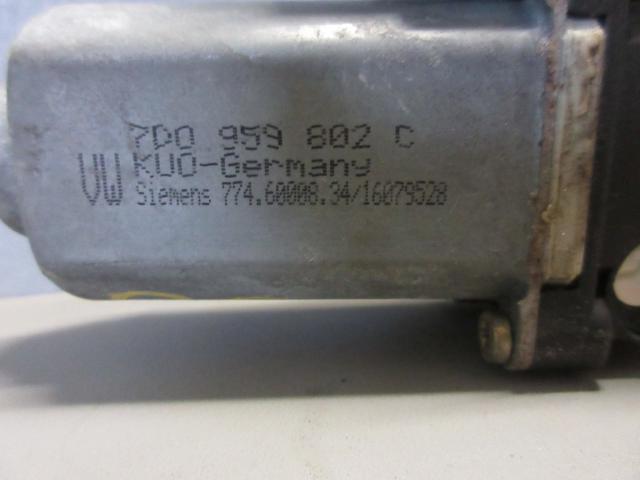 7D0 959 802 C
VW KUO-Germany
Siemens 774.60008.34/16079528